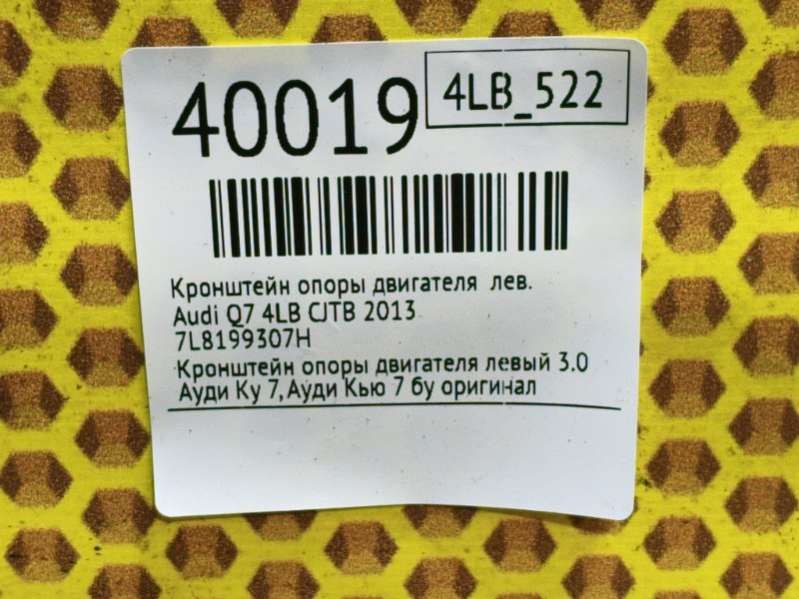 40019
4LB_522
Кронштейн опоры двигателя лев.
Audi Q7 4LB CJTB 2013
7L8199307H
Кронштейн опоры двигателя левый 3.0
Ауди Ку 7, Ауди Кью 7 бу оригинал